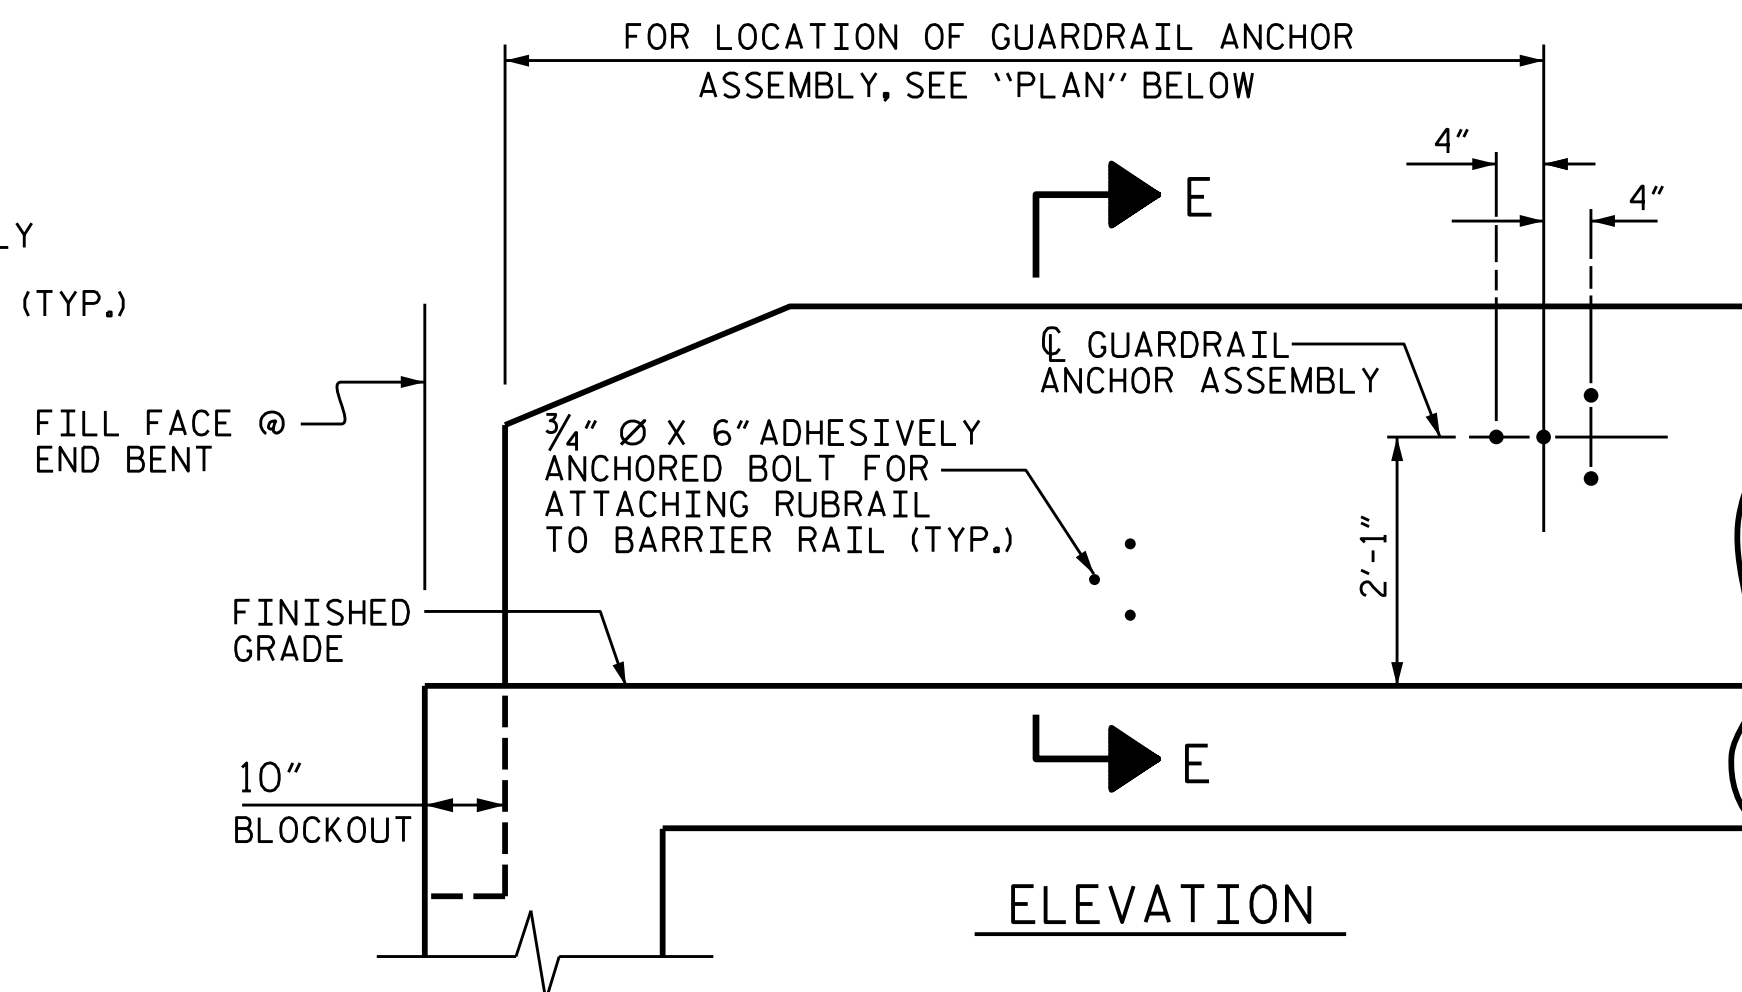 FOR LOCATION OF GUARDRAIL ANCHOR
ASSEMBLY, SEE "PLAN" BELOW
4"
4"
E
LY
(TYP.)
℄ GUARDRAIL
ANCHOR ASSEMBLY
FILL FACE @
END BENT
3/4" Ø X 6" ADHESIVELY
ANCHORED BOLT FOR
ATTACHING RUBRAIL
TO BARRIER RAIL (TYP.)
2'-1"
FINISHED
GRADE
E
10"
BLOCKOUT
ELEVATION